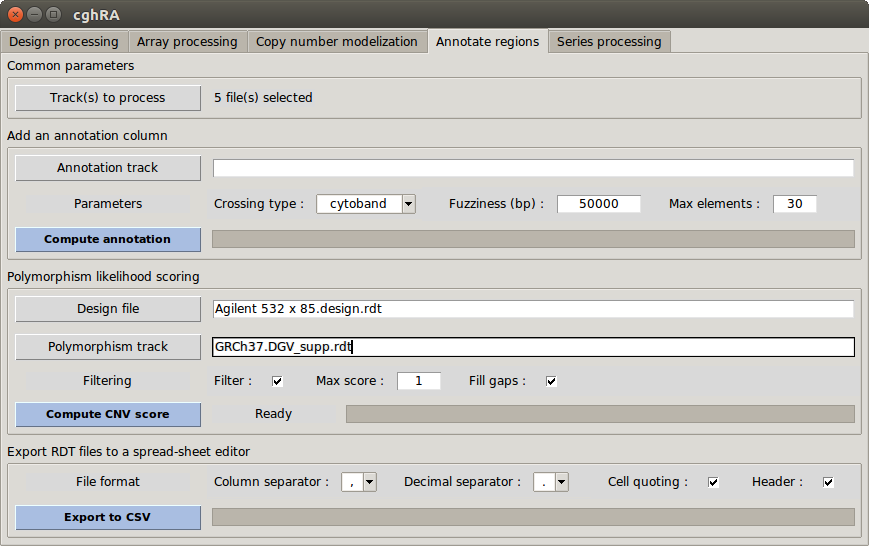 cghRA
Design processing Array processing Copy number modelization Annotate regions Series processing
Common parameters
Track(s) to process 5 file(s) selected
Add an annotation column
Annotation track
Parameters Crossing type : cytoband Fuzziness (bp) : 50000 Max elements : 30
Compute annotation
Polymorphism likelihood scoring
Design file Agilent 532 x 85.design.rdt
Polymorphism track GRCh37.DGV_supp.rdt
Filtering Filter : Max score : 1 Fill gaps :
Compute CNV score Ready
Export RDT files to a spread-sheet editor
File format Column separator : , Decimal separator : . Cell quoting : Header :
Export to CSV